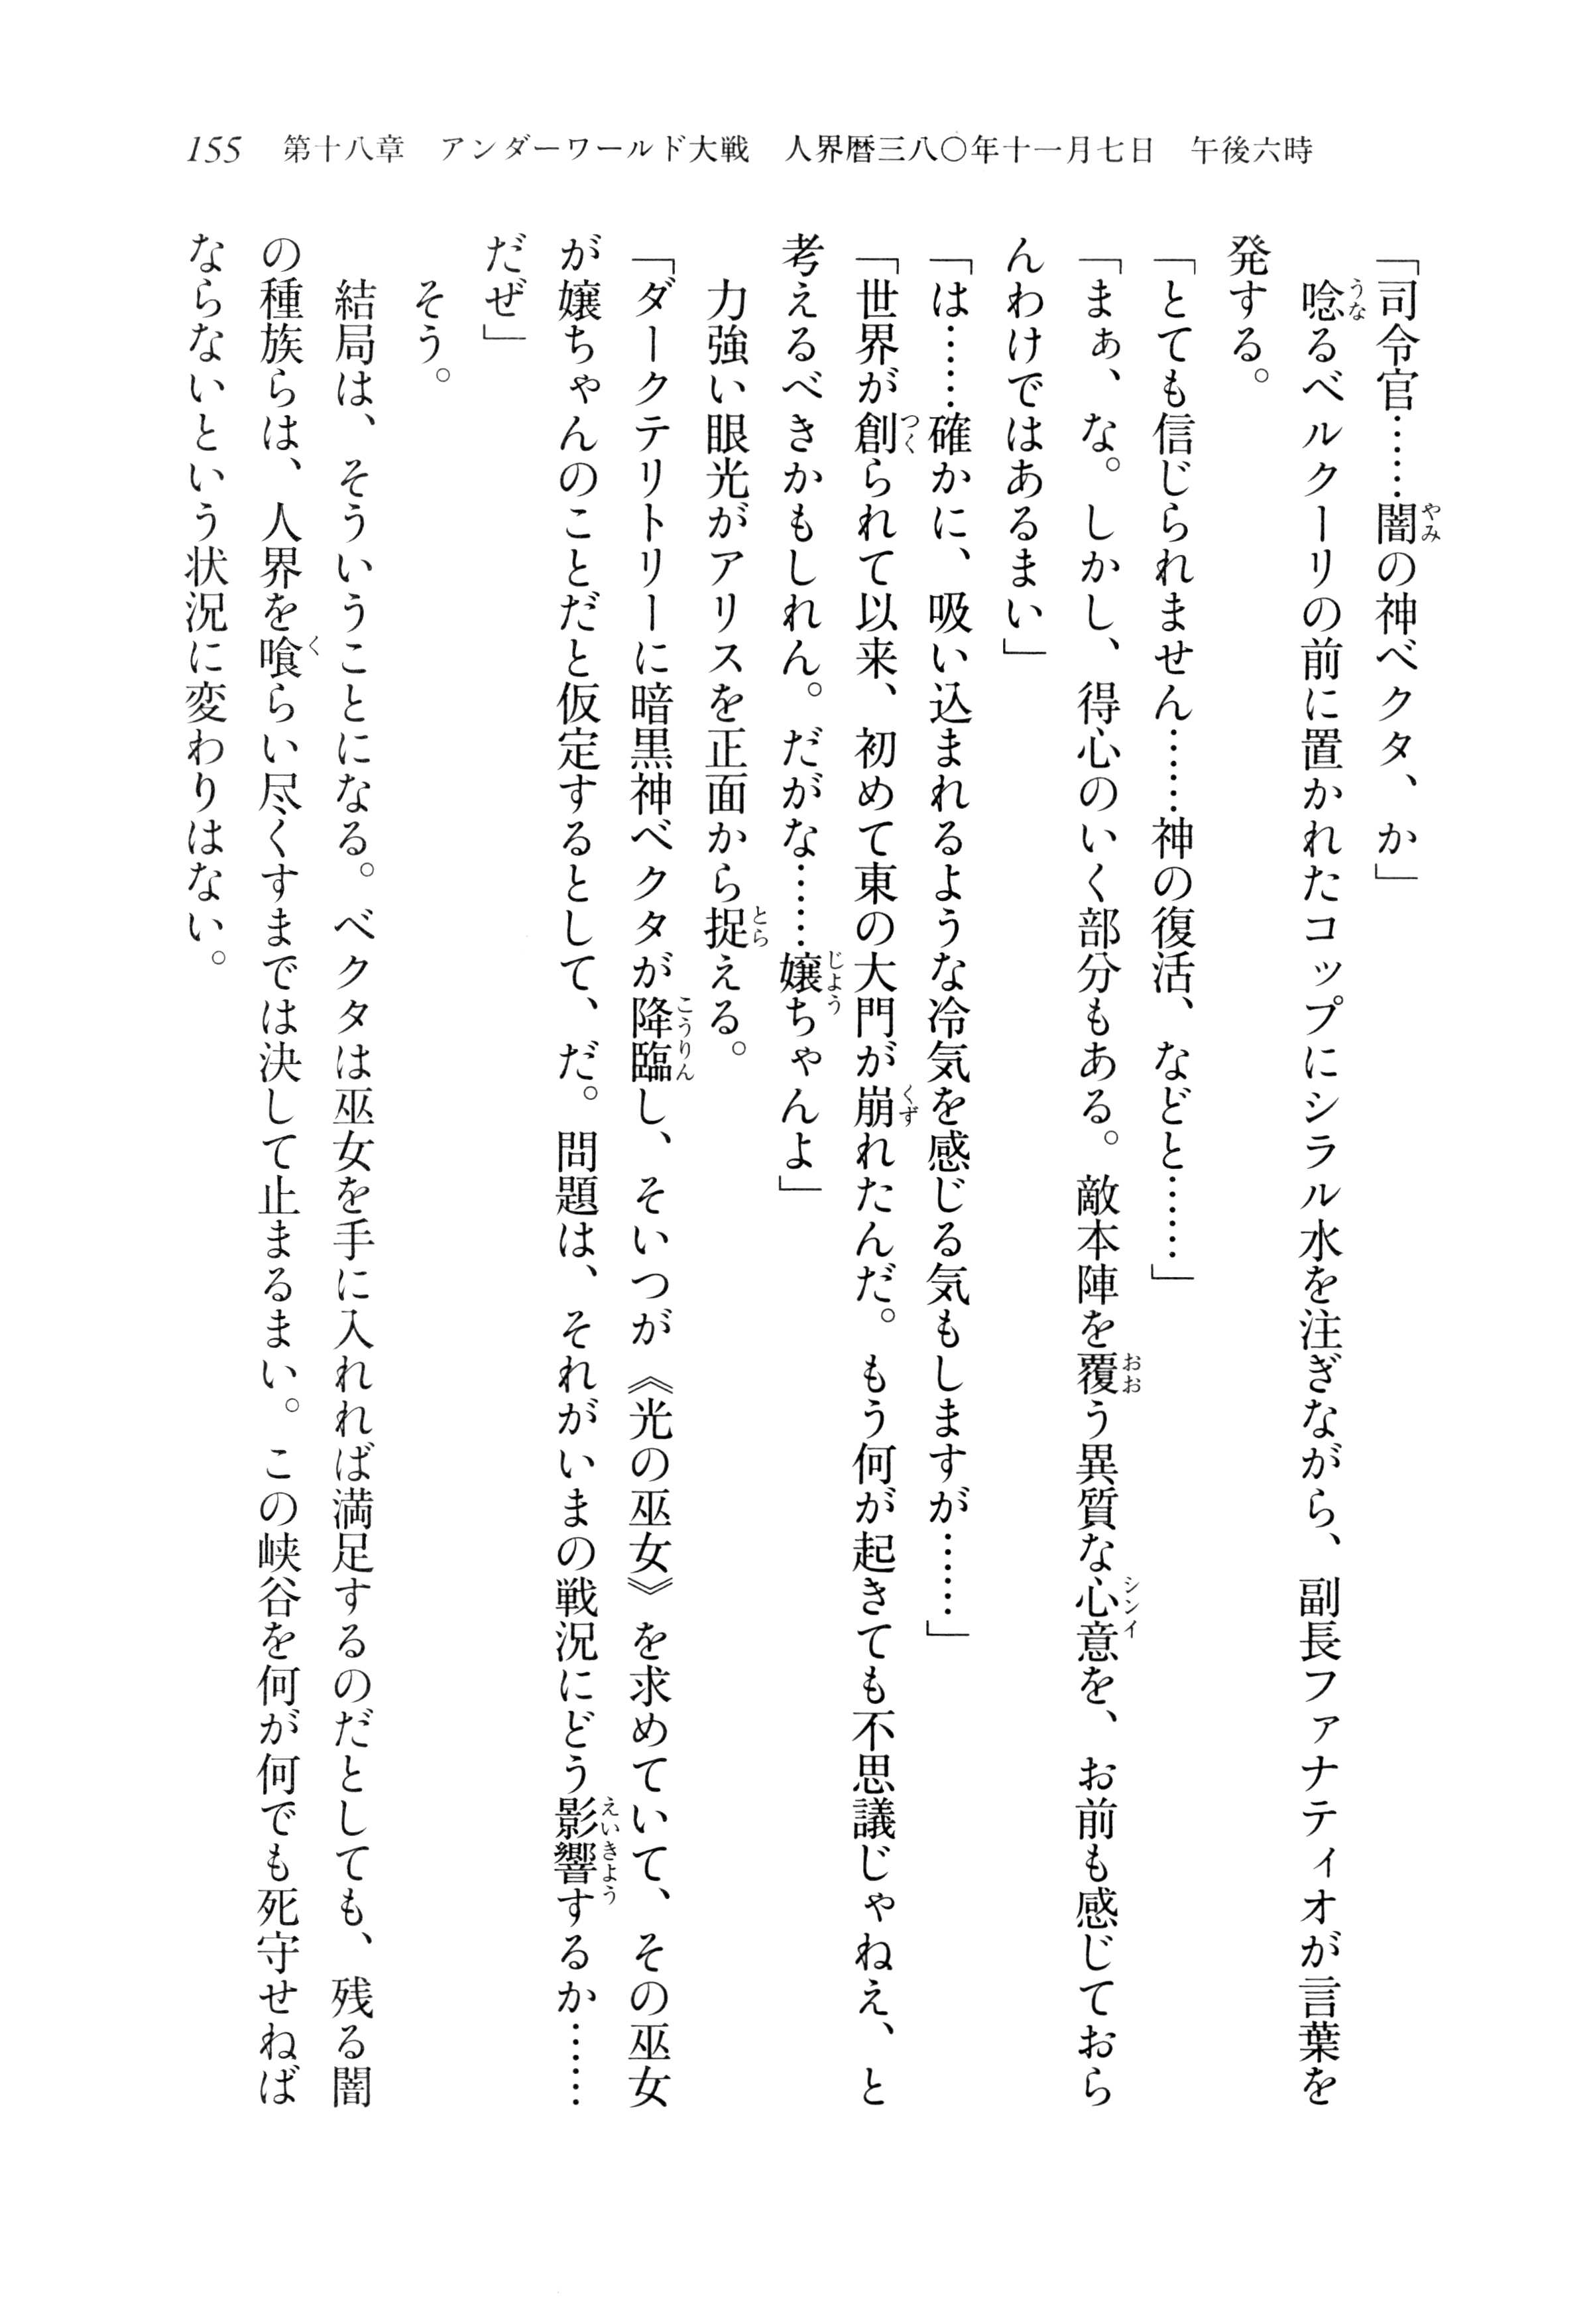 155　第十八章　アンダーワールド大戦　人界暦三八〇年十一月七日　午後六時
「司令官……闇の神ベクタ、か」
　唸るベルクーリの前に置かれたコップにシラル水を注ぎながら、副長ファナティオが言葉を
発する。
「とても信じられません……神の復活、などと……」
「まぁ、な。しかし、得心のいく部分もある。敵本陣を覆う異質な心意を、お前も感じておら
んわけではあるまい」
「は……確かに、吸い込まれるような冷気を感じる気もしますが……」
「世界が創られて以来、初めて東の大門が崩れたんだ。もう何が起きても不思議じゃねえ、と
考えるべきかもしれん。だがな……嬢ちゃんよ」
　力強い眼光がアリスを正面から捉える。
「ダークテリトリーに暗黒神ベクタが降臨し、そいつが《光の巫女》を求めていて、その巫女
が嬢ちゃんのことだと仮定するとして、だ。問題は、それがいまの戦況にどう影響するか……
だぜ」
　そう。
　結局は、そういうことになる。ベクタは巫女を手に入れれば満足するのだとしても、残る闇
の種族らは、人界を喰らい尽くすまでは決して止まるまい。この峡谷を何が何でも死守せねば
ならないという状況に変わりはない。